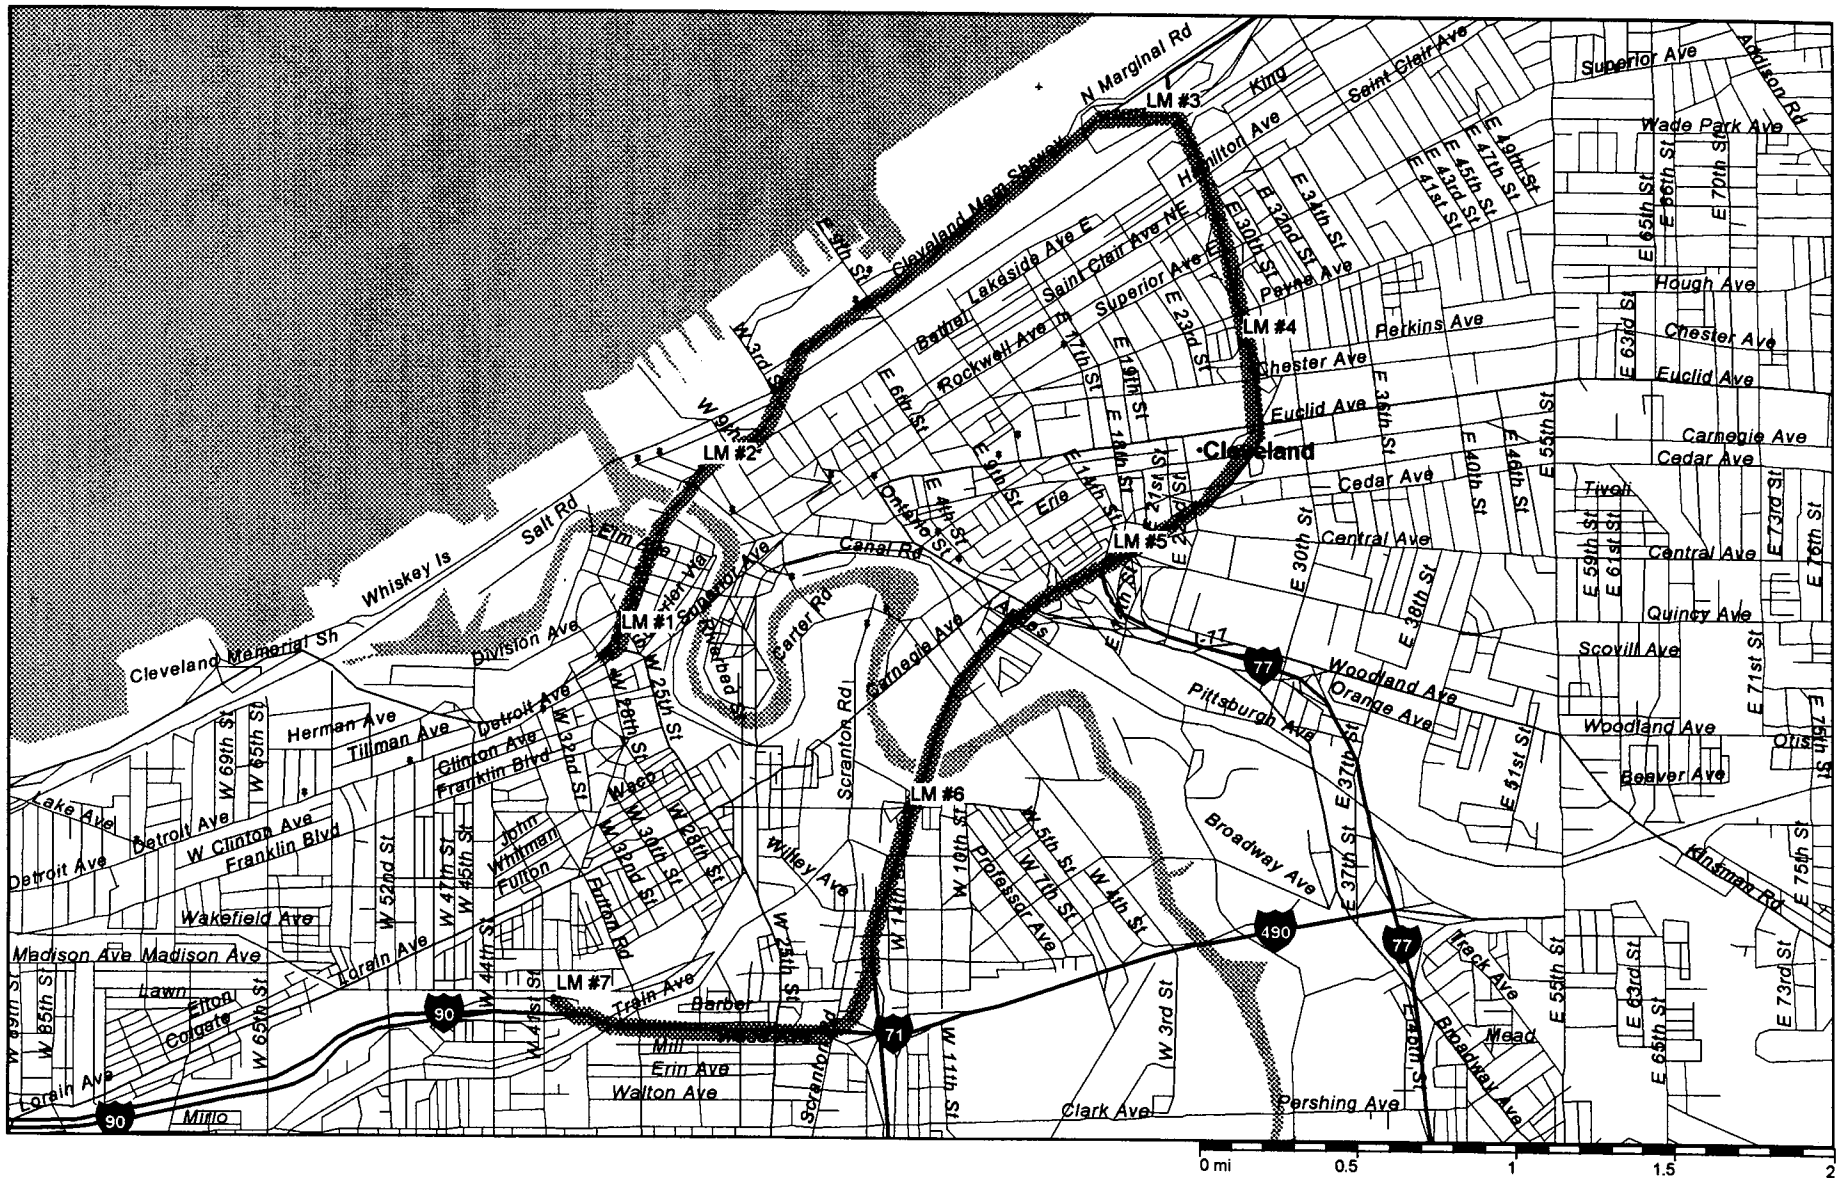 N Marginal Rd
LM #3
King
Saint Clair Ave
Superior Ave
Addison Rd
Wade Park Ave
Hamilton Ave
E 49th St
E 47th St
E 45th St
E 43rd St
E 41st St
E 34th St
E 32nd St
E 30th St
E 65th St
E 66th St
E 70th St
Cleveland Mem Shrwy
E 9th St
Lakeside Ave E
Saint Clair Ave NE
Superior Ave E
Payne Ave
Hough Ave
Bethel
Rockwell Ave
E 17th St
E 19th St
E 23rd St
LM #4
Perkins Ave
Chester Ave
E 63rd St
Chester Ave
Euclid Ave
W 3rd St
E 6th St
W 9th
LM #2
Euclid Ave
E 36th St
E 55th St
Carnegie Ave
Cedar Ave
Cleveland
E 9th St
E 14th St
E 18th St
E 21st St
E 40th St
E 46th St
Cedar Ave
Tivoli
E 73rd St
E 76th St
E 4th St
Ontario St
Erie
LM #5
E 30th St
Central Ave
E 59th St
E 61st St
Central Ave
Salt Rd
Whiskey Is
Elm Ave
Canal Rd
Superior Ave
LM #1
Carter Rd
Division Ave
Cleveland Memorial Sh
Carnegie Ave
E 38th St
Quincy Ave
I-77
77
Scovill Ave
Woodland Ave
Orange Ave
Pittsburgh Ave
E 71st St
E 75th St
Woodland Ave
Otis
Beaver Ave
W 69th St
W 65th St
Herman Ave
Tillman Ave
Detroit Ave
Clinton Ave
Franklin Blvd
W 32nd St
W 28th St
W 25th St
Scranton Rd
LM #6
E 37th St
E 51st St
Lake Ave
Detroit Ave
W Clinton Ave
Franklin Blvd
Detroit Ave
Waco
W 28th St
W 30th St
W 32nd St
John
Whitman
Fulton
W 52nd St
W 47th St
W 45th St
Fulton Rd
Willey Ave
W 14th St
W 10th St
W 5th St
W 7th St
W 4th St
Professor Ave
Broadway Ave
E 37th St
Kinsman Rd
E 75th St
Wakefield Ave
Madison Ave
Madison Ave
Lorain Ave
W 44th St
W 41st St
LM #7
Train Ave
Barber
W 25th St
490
77
Track Ave
E 55th St
E 63rd St
E 73rd St
W 89th St
W 85th St
Lawn
Elton
Colgate
W 65th St
90
71
W 3rd St
Broadway Ave
Mead
E 65th St
Mill
Erin Ave
Walton Ave
W 11th St
Lorain Ave
90
Clark Ave
Pershing Ave
0 mi
0.5
1
1.5
2